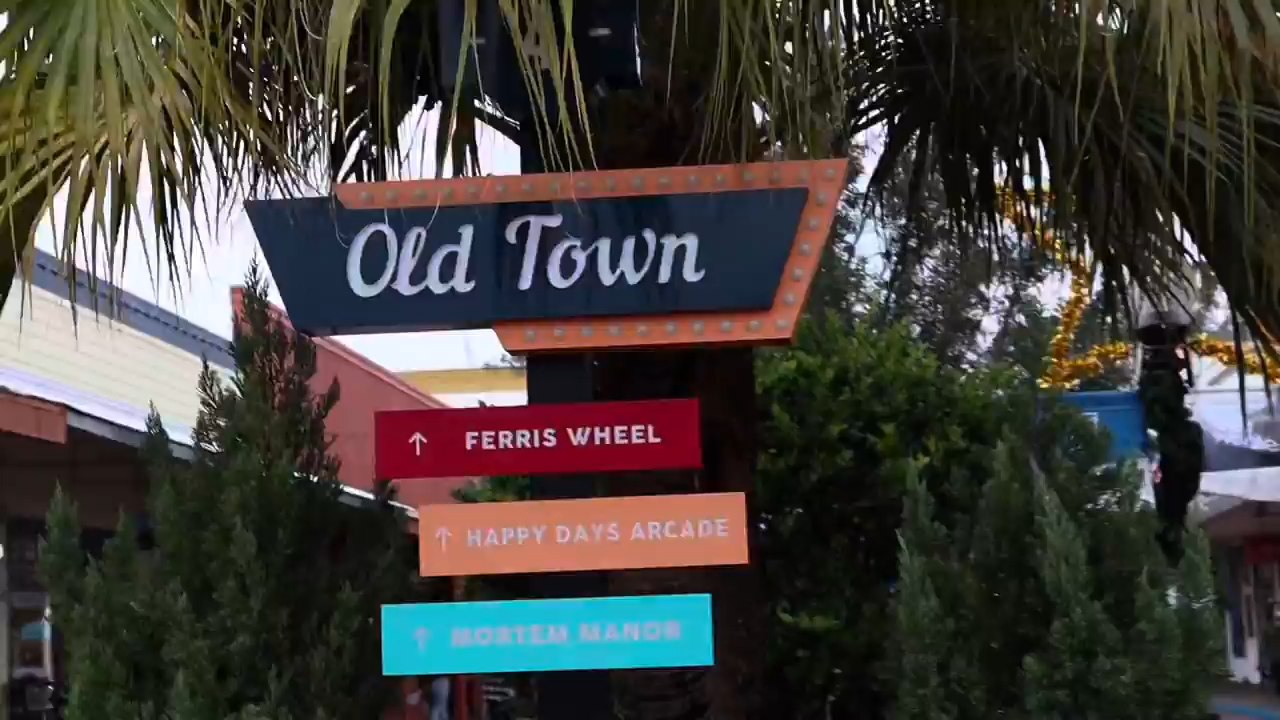 Old Town
↑ FERRIS WHEEL
↑ HAPPY DAYS ARCADE
↑ MORTEM MANOR